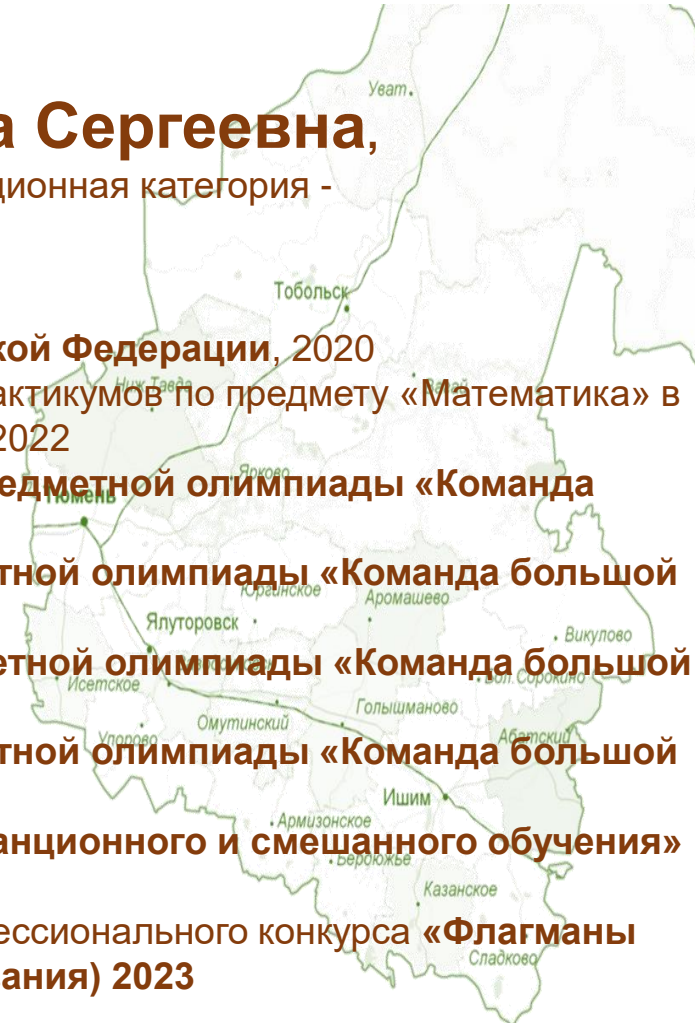 Уват
а Сергеевна,
ционная категория -
Тобольск
кой Федерации, 2020
Ниж.Тавда Вагай
актикумов по предмету «Математика» в
2022
Ярково
едметной олимпиады «Команда
Тюмень
тной олимпиады «Команда большой
Юргинское
Аромашево
Ялуторовск
Викулово
етной олимпиады «Команда большой
Исетское
Бол.Сорокино
Голышманово
Омутинский
Упорово
Абатский
тной олимпиады «Команда большой
Ишим
Армизонское
анционного и смешанного обучения»
Бердюжье
Казанское
ессионального конкурса «Флагманы
Сладково
ания) 2023